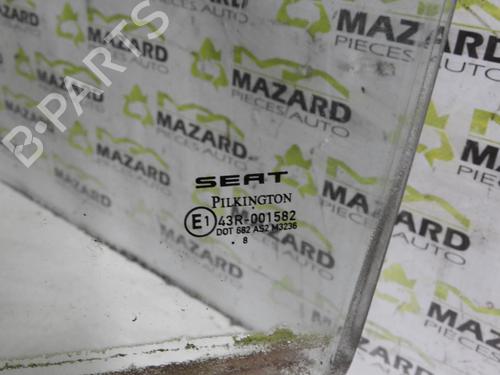 MAZARD
PIECES AUTO
B-PARTS
SEAT
PILKINGTON
E1 43R-001582
DOT 682 AS2 M3236
. 8